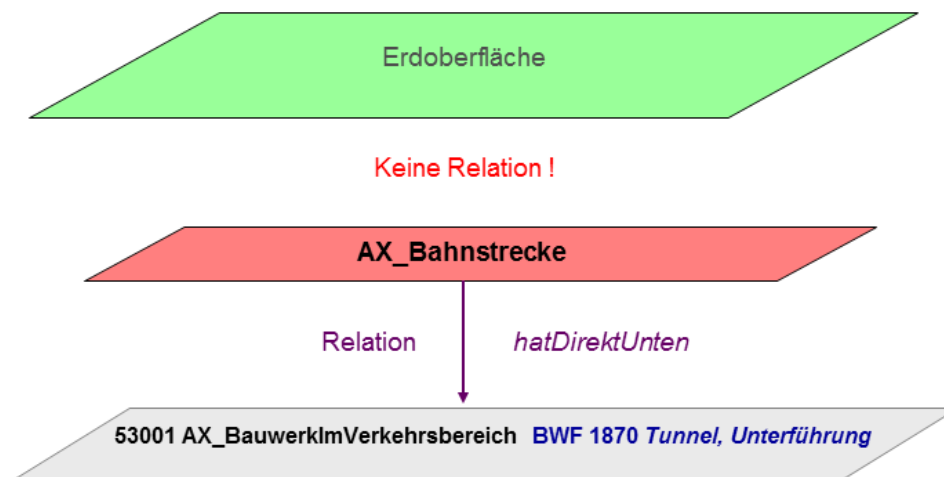 Erdoberfläche
Keine Relation !
AX_Bahnstrecke
Relation hatDirektUnten
53001 AX_BauwerkImVerkehrsbereich BWF 1870 Tunnel, Unterführung